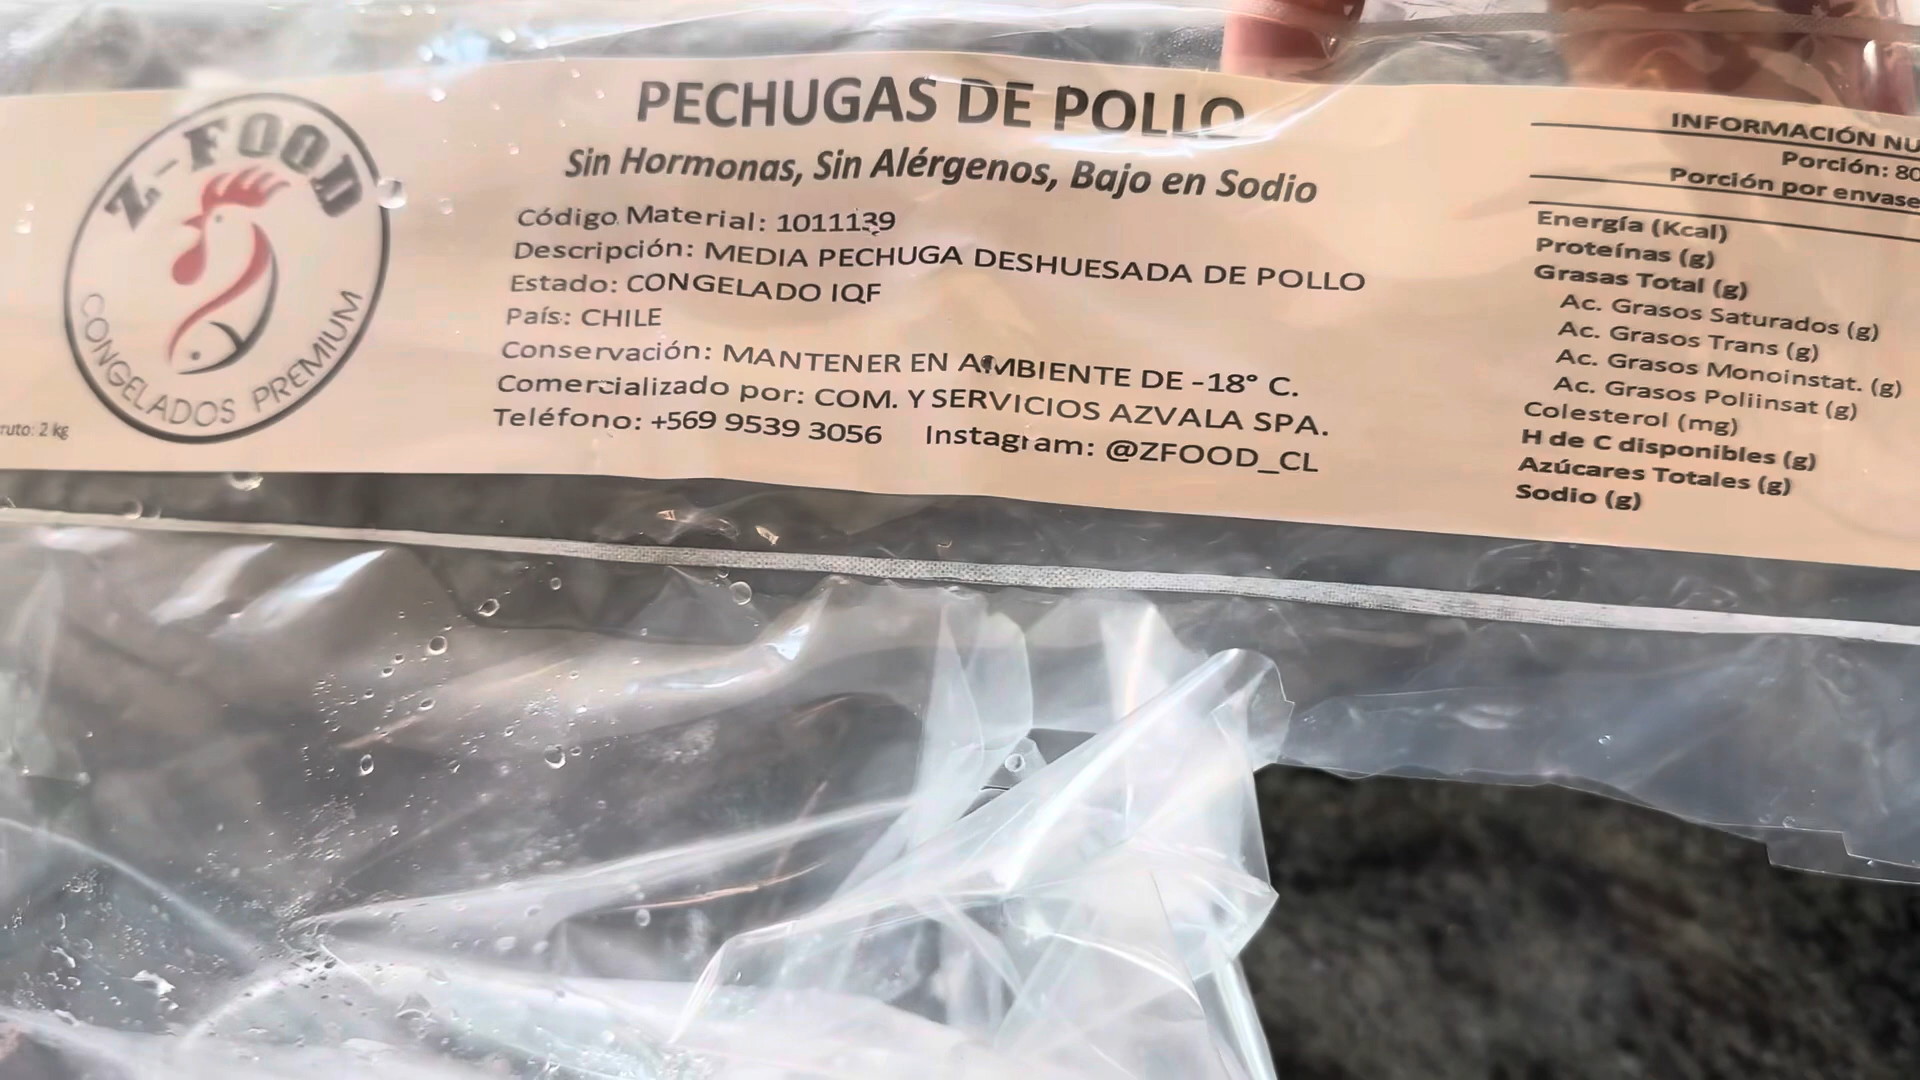 Z-FOOD
CONGELADOS PREMIUM
ruto: 2 kg
PECHUGAS DE POLLO
Sin Hormonas, Sin Alérgenos, Bajo en Sodio
Código Material: 1011139
Descripción: MEDIA PECHUGA DESHUESADA DE POLLO
Estado: CONGELADO IQF
País: CHILE
Conservación: MANTENER EN AMBIENTE DE -18° C.
Comercializado por: COM. Y SERVICIOS AZVALA SPA.
Teléfono: +569 9539 3056 Instagram: @ZFOOD_CL
INFORMACIÓN NU
Porción: 80
Porción por envase
Energía (Kcal)
Proteínas (g)
Grasas Total (g)
Ac. Grasos Saturados (g)
Ac. Grasos Trans (g)
Ac. Grasos Monoinstat. (g)
Ac. Grasos Poliinsat (g)
Colesterol (mg)
H de C disponibles (g)
Azúcares Totales (g)
Sodio (g)